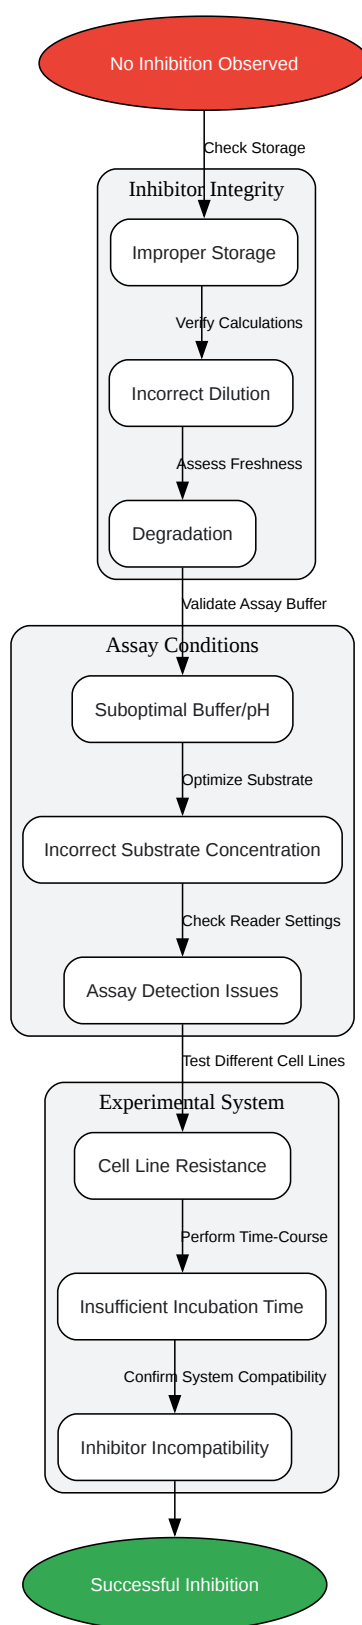 No Inhibition Observed
Check Storage
Inhibitor Integrity
Improper Storage
Verify Calculations
Incorrect Dilution
Assess Freshness
Degradation
Validate Assay Buffer
Assay Conditions
Suboptimal Buffer/pH
Optimize Substrate
Incorrect Substrate Concentration
Check Reader Settings
Assay Detection Issues
Test Different Cell Lines
Experimental System
Cell Line Resistance
Perform Time-Course
Insufficient Incubation Time
Confirm System Compatibility
Inhibitor Incompatibility
Successful Inhibition